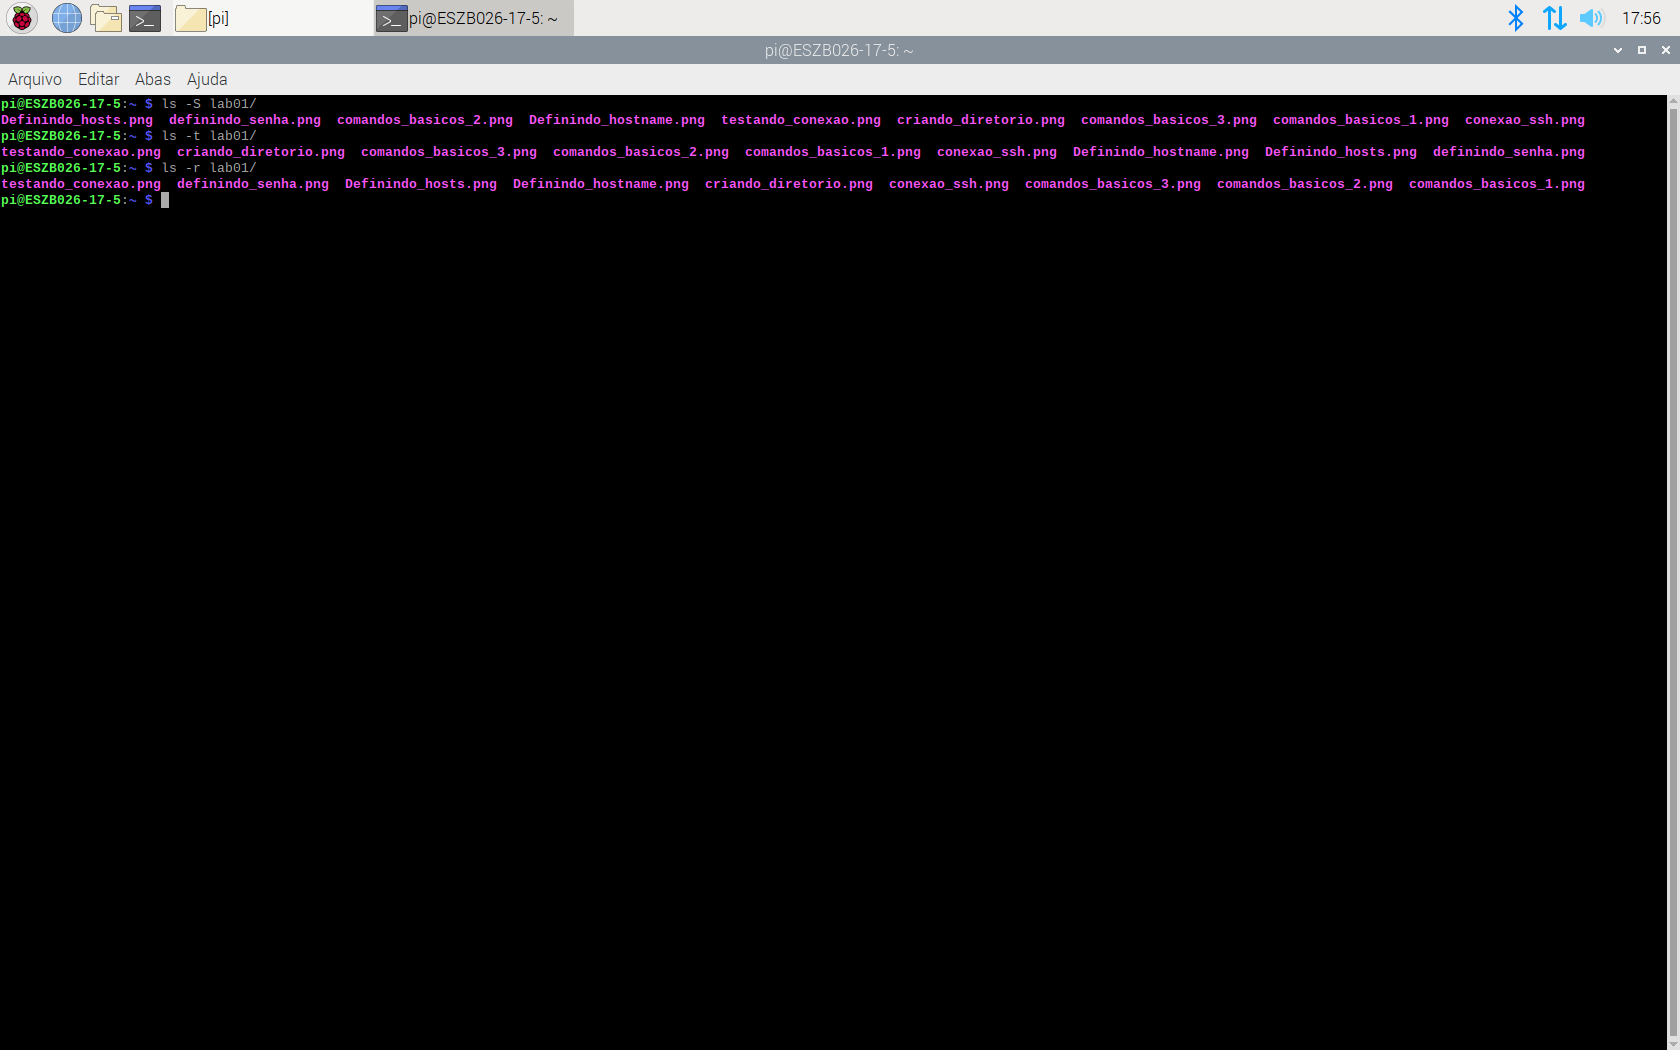 [pi] pi@ESZB026-17-5: ~ 17:56
pi@ESZB026-17-5: ~
Arquivo Editar Abas Ajuda
pi@ESZB026-17-5:~ $ ls -S lab01/
Definindo_hosts.png definindo_senha.png comandos_basicos_2.png Definindo_hostname.png testando_conexao.png criando_diretorio.png comandos_basicos_3.png comandos_basicos_1.png conexao_ssh.png
pi@ESZB026-17-5:~ $ ls -t lab01/
testando_conexao.png criando_diretorio.png comandos_basicos_3.png comandos_basicos_2.png comandos_basicos_1.png conexao_ssh.png Definindo_hostname.png Definindo_hosts.png definindo_senha.png
pi@ESZB026-17-5:~ $ ls -r lab01/
testando_conexao.png definindo_senha.png Definindo_hosts.png Definindo_hostname.png criando_diretorio.png conexao_ssh.png comandos_basicos_3.png comandos_basicos_2.png comandos_basicos_1.png
pi@ESZB026-17-5:~ $